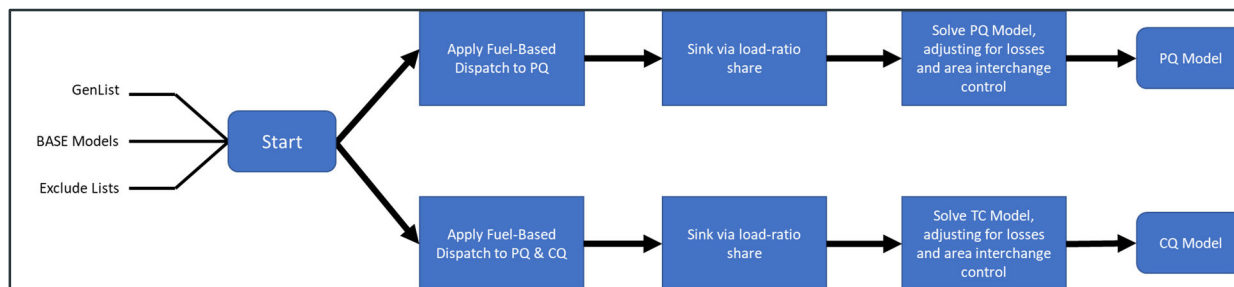 GenList
BASE Models
Exclude Lists
Start
Apply Fuel-Based
Dispatch to PQ
Sink via load-ratio
share
Solve PQ Model,
adjusting for losses
and area interchange
control
PQ Model
Apply Fuel-Based
Dispatch to PQ & CQ
Sink via load-ratio
share
Solve TC Model,
adjusting for losses
and area interchange
control
CQ Model